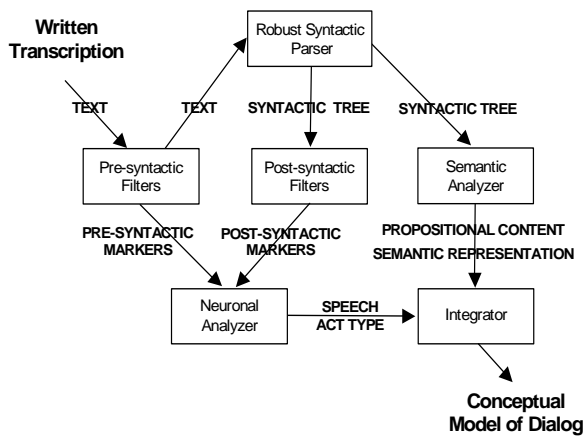 Written
Transcription
Robust Syntactic
Parser
TEXT
TEXT
SYNTACTIC TREE
SYNTACTIC TREE
Pre-syntactic
Filters
Post-syntactic
Filters
Semantic
Analyzer
PRE-SYNTACTIC
MARKERS
POST-SYNTACTIC
MARKERS
PROPOSITIONAL CONTENT
SEMANTIC REPRESENTATION
Neuronal
Analyzer
SPEECH
ACT TYPE
Integrator
Conceptual
Model of Dialog